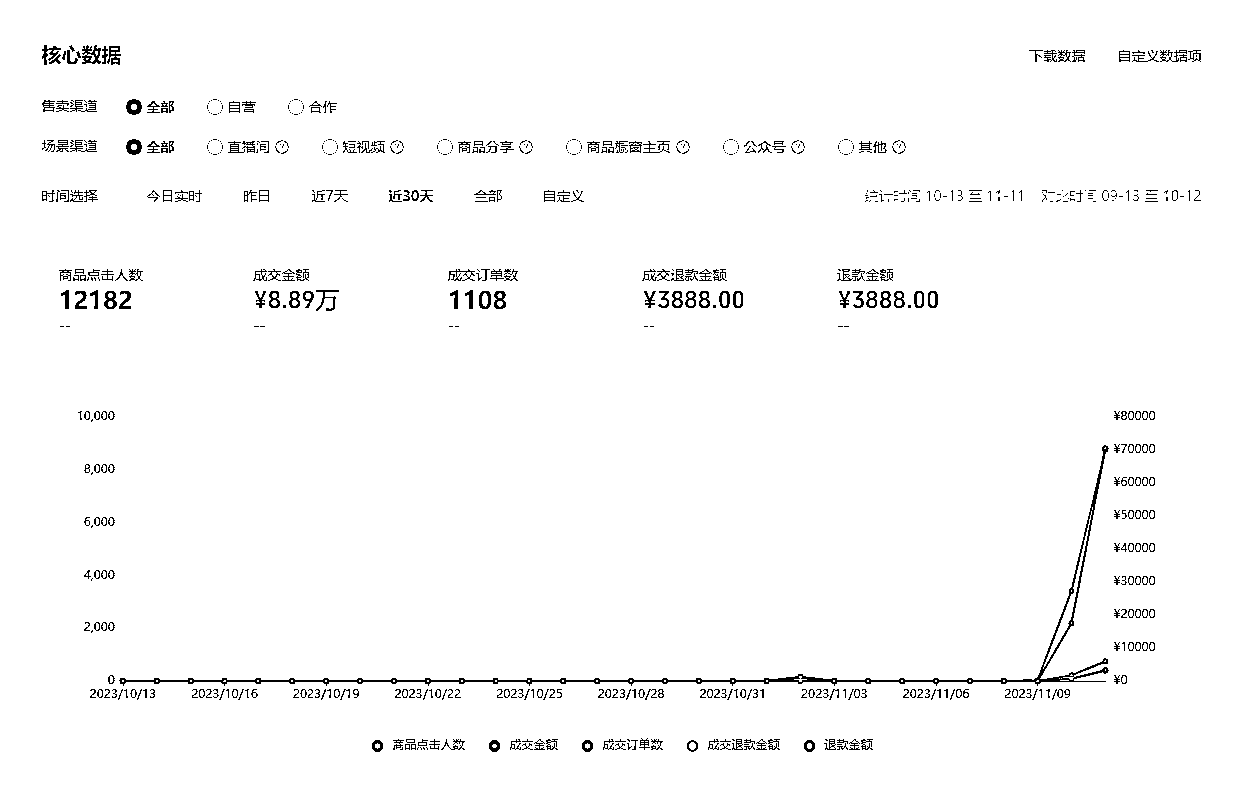 核心数据 下载数据 自定义数据项
售卖渠道 全部 自营 合作
场景渠道 全部 直播间 ? 短视频 ? 商品分享 ? 商品橱窗主页 ? 公众号 ? 其他 ?
时间选择 今日实时 昨日 近7天 近30天 全部 自定义 统计时间 10-13 至 11-11 对比时间 09-13 至 10-12
商品点击人数 成交金额 成交订单数 成交退款金额 退款金额
12182 ¥8.89万 1108 ¥3888.00 ¥3888.00
-- -- -- -- --
10,000 ¥80000
¥70000
8,000
¥60000
6,000
¥50000
¥40000
4,000
¥30000
¥20000
2,000
¥10000
0 ¥0
2023/10/13 2023/10/16 2023/10/19 2023/10/22 2023/10/25 2023/10/28 2023/10/31 2023/11/03 2023/11/06 2023/11/09
商品点击人数 成交金额 成交订单数 成交退款金额 退款金额